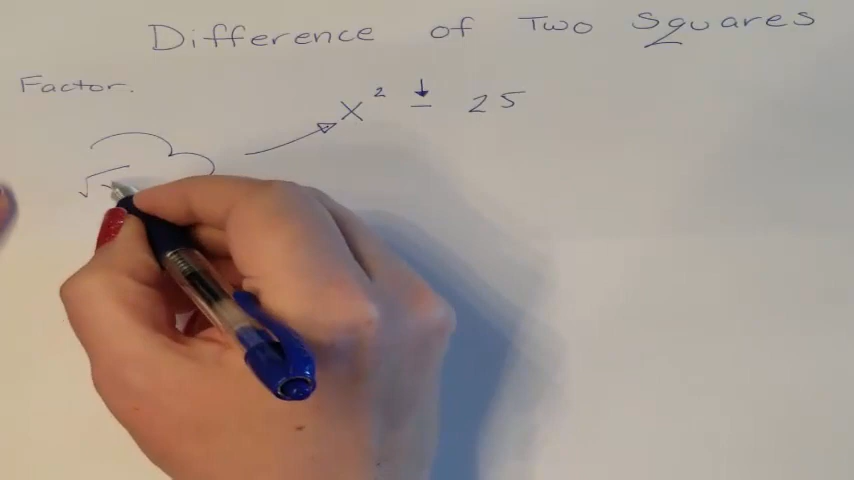 Difference of Two Squares
Factor.
x² - 25
√